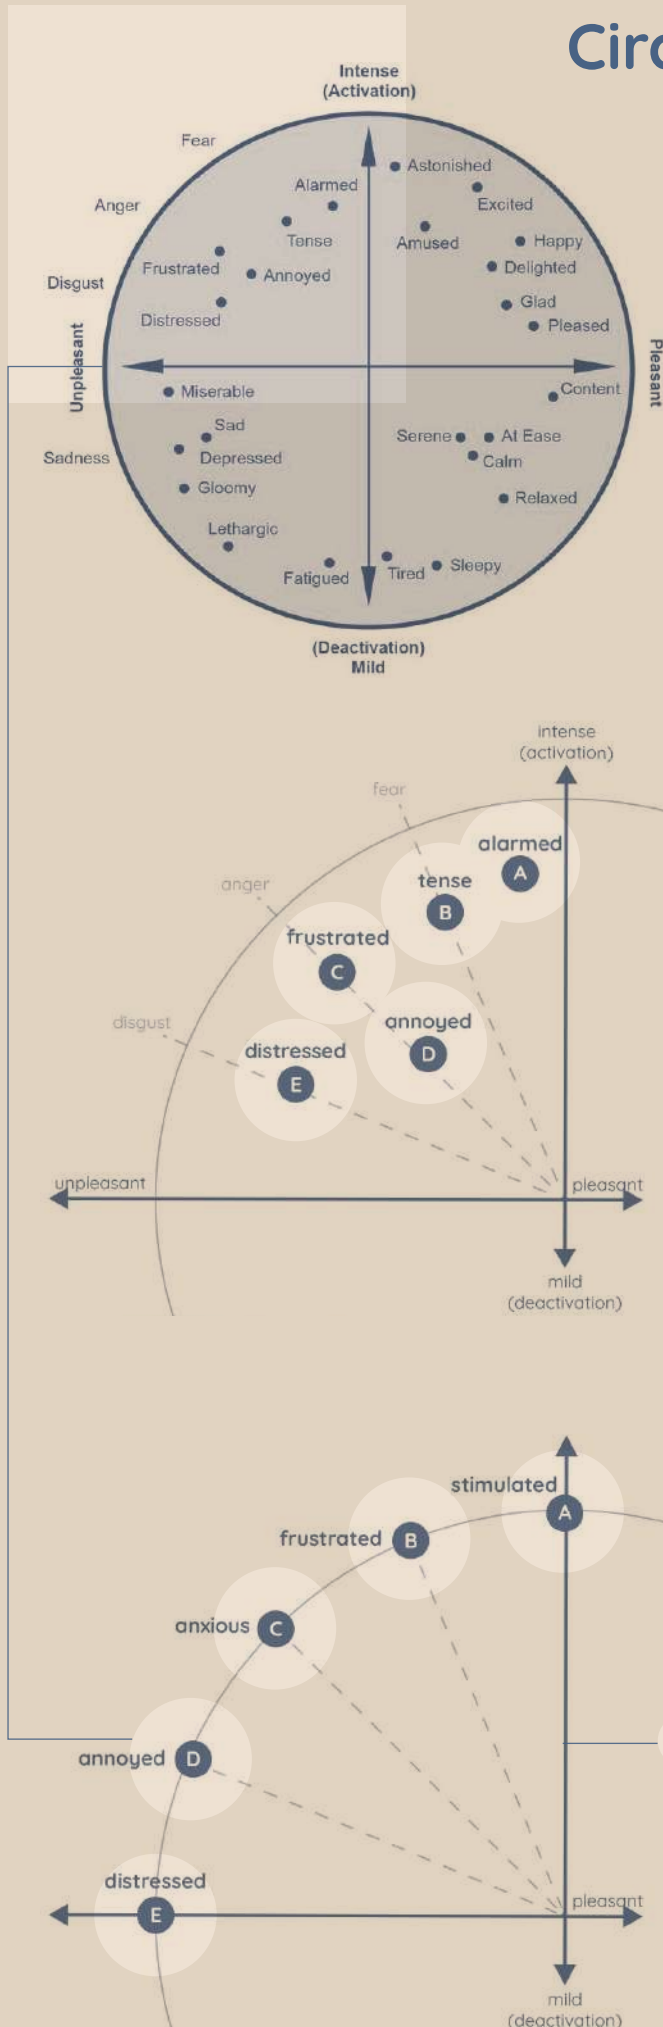 Circ
Intense
(Activation)
Fear
Astonished
Alarmed
Excited
Anger
Tense
Amused
Happy
Frustrated
Annoyed
Delighted
Disgust
Glad
Distressed
Pleased
Unpleasant
Pleasant
Miserable
Content
Sad
Serene
At Ease
Sadness
Depressed
Calm
Gloomy
Relaxed
Lethargic
Fatigued
Tired
Sleepy
(Deactivation)
Mild
intense
(activation)
fear
alarmed
A
tense
B
anger
frustrated
C
disgust
annoyed
D
distressed
E
unpleasant
pleasant
mild
(deactivation)
stimulated
A
frustrated
B
anxious
C
annoyed
D
distressed
E
pleasant
mild
(deactivation)